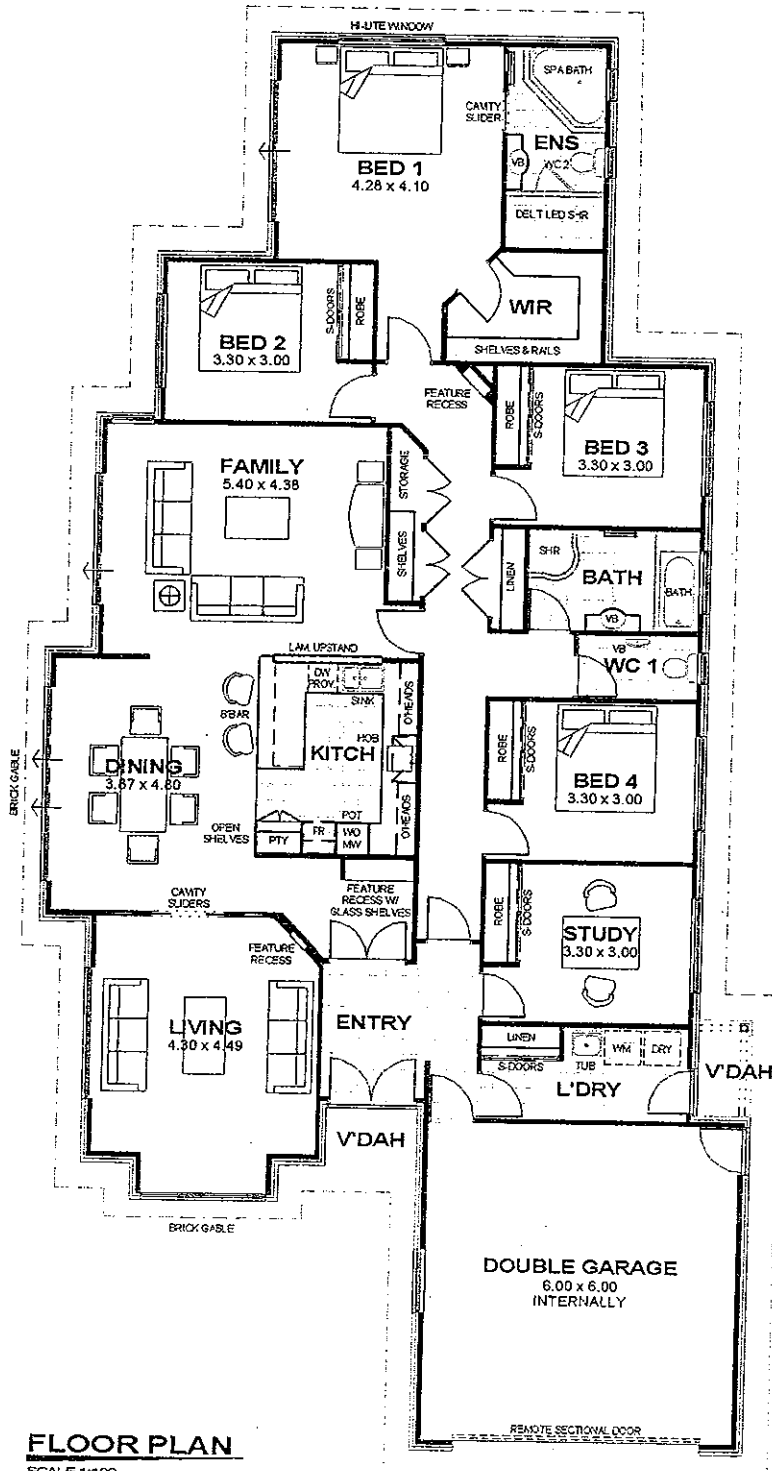 HI-LITE WINDOW
SPA BATH
CAVITY
SLIDER
ENS
VB
WC 2
BED 1
4.28 x 4.10
WIR
SHELVES & RAILS
BED 2
3.30 x 3.00
S-DOORS
ROBE
FEATURE
RECESS
ROBE
S-DOORS
BED 3
3.30 x 3.00
FAMILY
5.40 x 4.38
STORAGE
SHELVES
LINEN
SHR
BATH
BATH
VB
VB
WC 1
LAM. UPSTAND
DW
PROV.
SINK
O'HEADS
B'BAR
HOB
KITCH
DINING
3.87 x 4.80
BRICK GABLE
ROBE
S-DOORS
BED 4
3.30 x 3.00
OPEN
SHELVES
PTY
FR
POT
WO
MW
O'HEADS
CAVITY
SLIDERS
FEATURE
RECESS W/
GLASS SHELVES
FEATURE
RECESS
ROBE
S-DOORS
STUDY
3.30 x 3.00
LIVING
4.30 x 4.49
ENTRY
LINEN
S-DOORS
TUB
WM
DRY
L'DRY
V'DAH
V'DAH
BRICK GABLE
DOUBLE GARAGE
6.00 x 6.00
INTERNALLY
REMOTE SECTIONAL DOOR
FLOOR PLAN